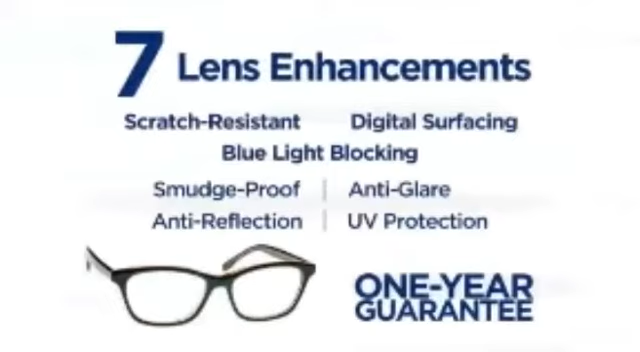 7 Lens Enhancements
Scratch-Resistant Digital Surfacing
Blue Light Blocking
Smudge-Proof | Anti-Glare
Anti-Reflection | UV Protection
ONE-YEAR
GUARANTEE